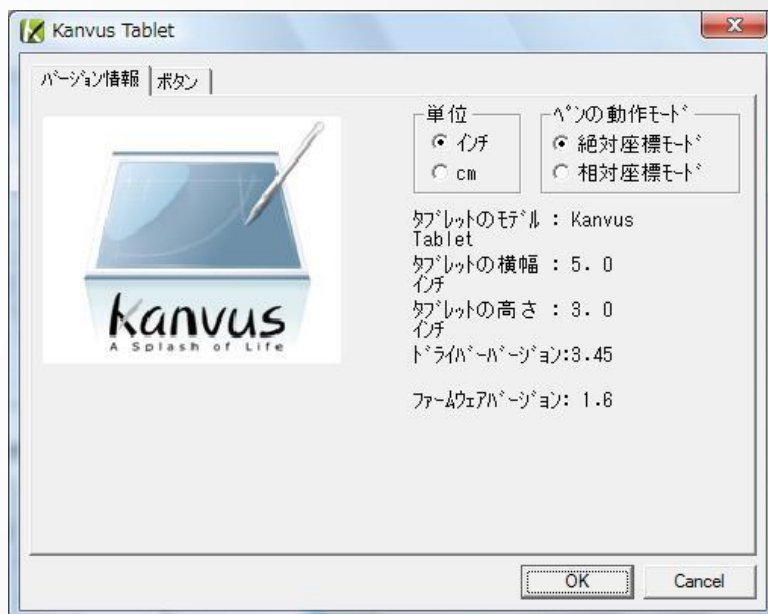 Kanvus Tablet
バージョン情報
ボタン
kanvus
A Splash of Life
単位
インチ
cm
ペンの動作モード
絶対座標モード
相対座標モード
タブレットのモデル : Kanvus
Tablet
タブレットの横幅 : 5. 0
インチ
タブレットの高さ : 3. 0
インチ
ドライバーバージョン:3.45
ファームウェアバージョン: 1.6
OK
Cancel